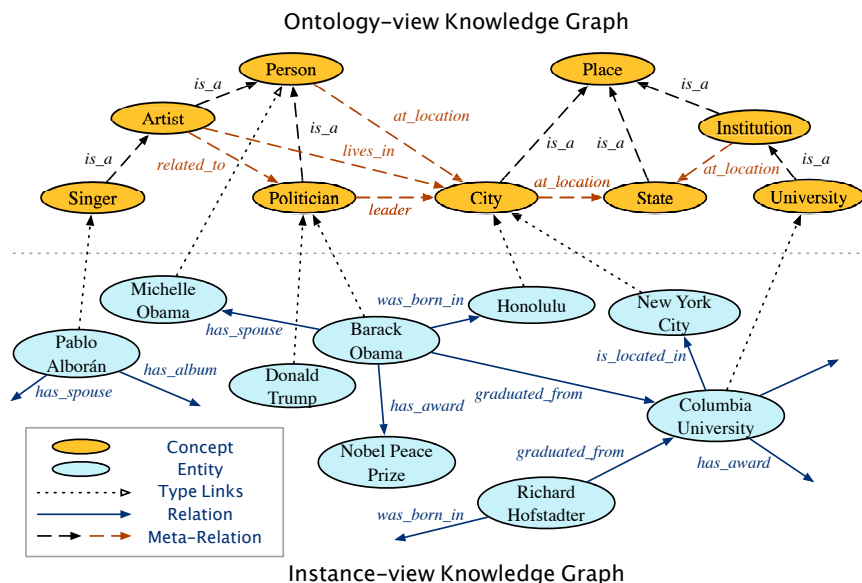 Ontology-view Knowledge Graph
Person
Place
is_a
at_location
is_a
Artist
is_a
is_a
is_a
Institution
is_a
lives_in
related_to
at_location
is_a
Singer
Politician
leader
City
at_location
State
University
Michelle
Obama
was_born_in
Honolulu
New York
City
has_spouse
Pablo
Alborán
Barack
Obama
is_located_in
has_spouse
has_album
Donald
Trump
graduated_from
Columbia
University
has_award
Nobel Peace
Prize
graduated_from
has_award
Richard
Hofstadter
was_born_in
Concept
Entity
Type Links
Relation
Meta-Relation
Instance-view Knowledge Graph